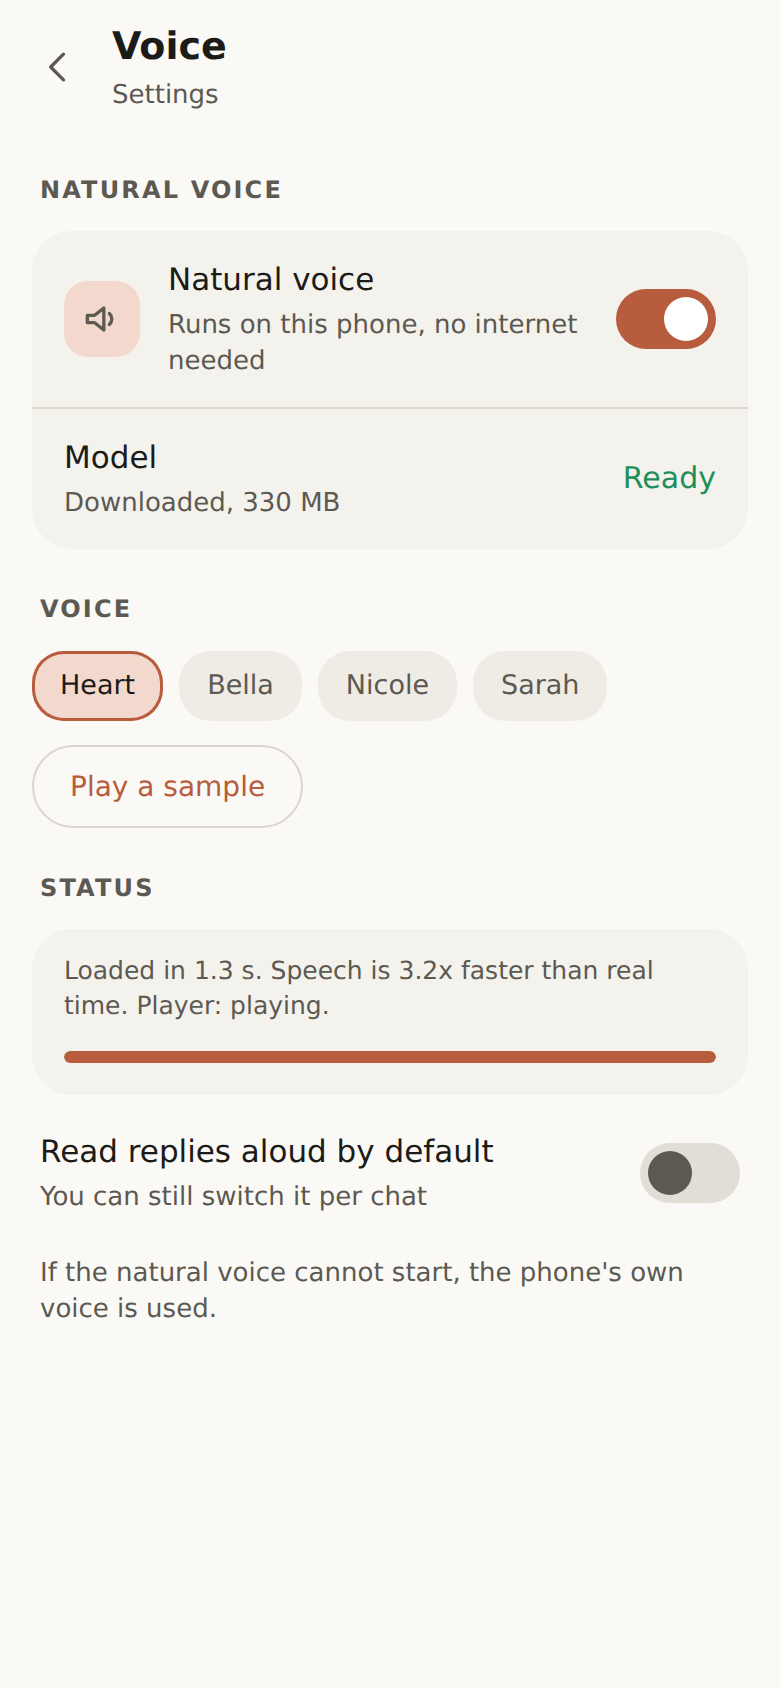 Voice
Settings
NATURAL VOICE
Natural voice
Runs on this phone, no internet
needed
Model
Downloaded, 330 MB
Ready
VOICE
Heart
Bella
Nicole
Sarah
Play a sample
STATUS
Loaded in 1.3 s. Speech is 3.2x faster than real
time. Player: playing.
Read replies aloud by default
You can still switch it per chat
If the natural voice cannot start, the phone's own
voice is used.